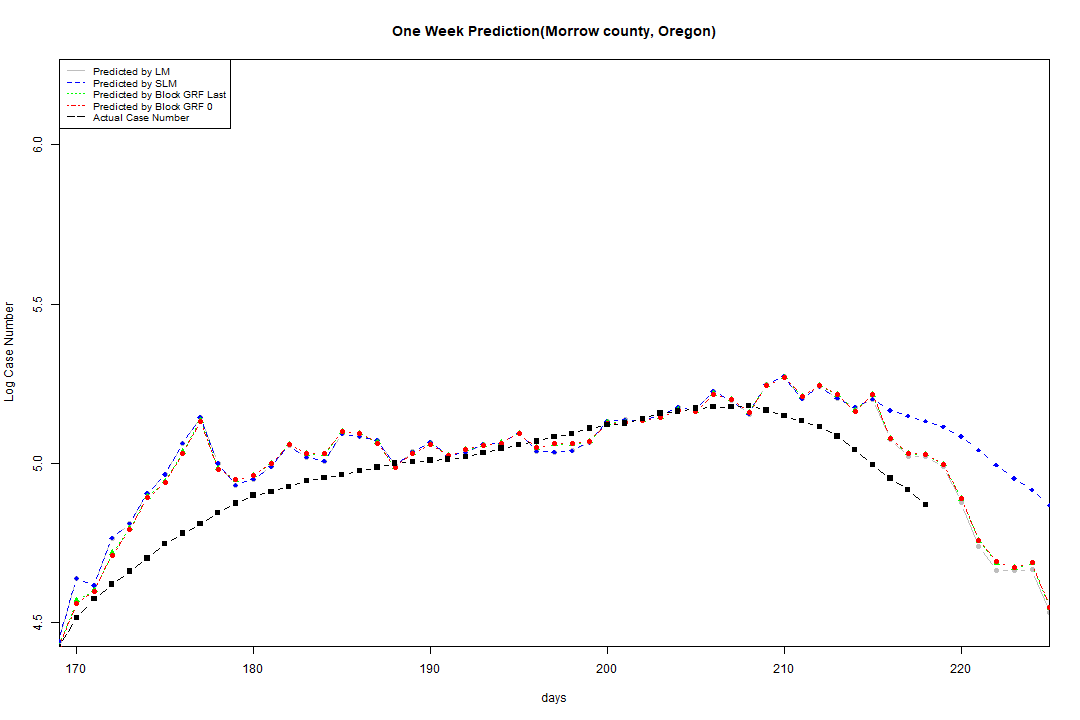 One Week Prediction(Morrow county, Oregon)
Predicted by LM
Predicted by SLM
Predicted by Block GRF Last
Predicted by Block GRF 0
Actual Case Number
6.0
5.5
5.0
4.5
Log Case Number
170 180 190 200 210 220
days